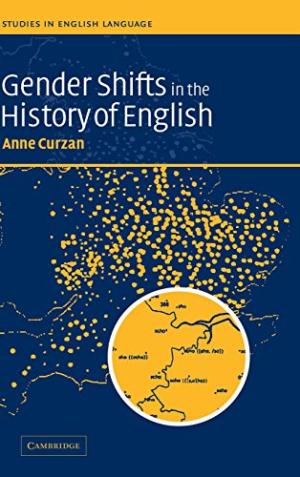 STUDIES IN ENGLISH LANGUAGE
Gender Shifts in the
History of English
Anne Curzan
CAMBRIDGE